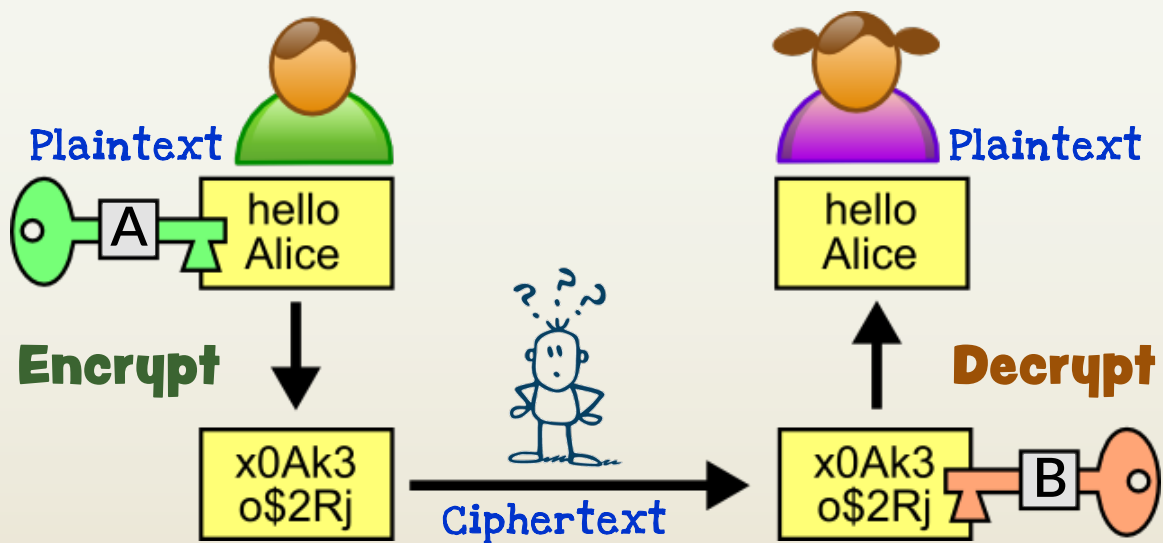 Plaintext
A
hello
Alice
Encrypt
x0Ak3
o$2Rj
? ? ?
Ciphertext
Plaintext
hello
Alice
Decrypt
x0Ak3
o$2Rj
B